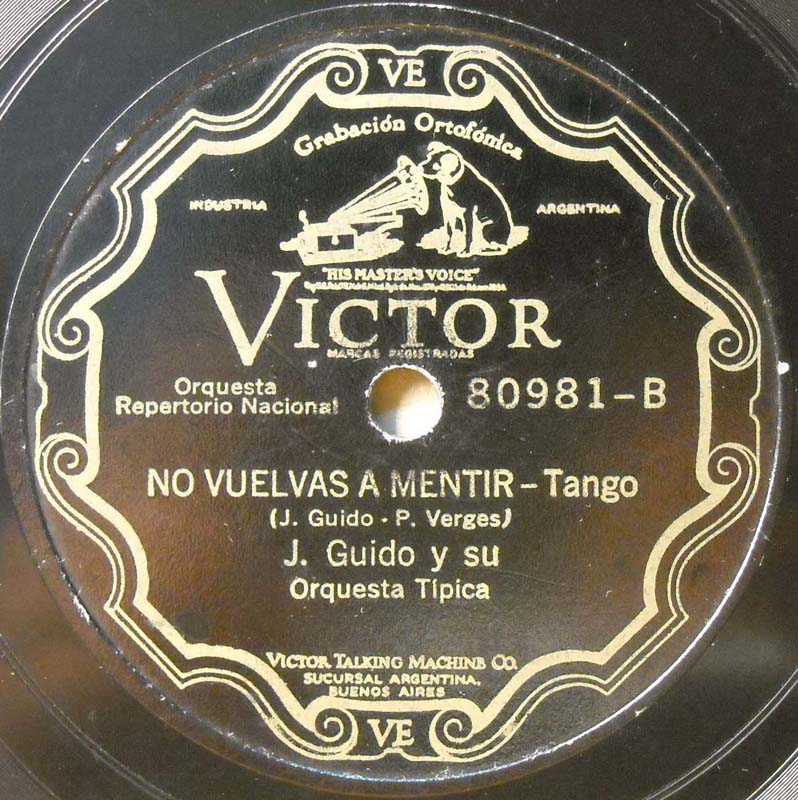 VE
Grabación Ortofónica
INDUSTRIA
ARGENTINA
"HIS MASTER'S VOICE"
VICTOR
MARCAS REGISTRADAS
Orquesta
Repertorio Nacional
80981-B
NO VUELVAS A MENTIR - Tango
(J. Guido - P. Verges)
J. Guido y su
Orquesta Típica
VICTOR TALKING MACHINE CO.
SUCURSAL ARGENTINA,
BUENOS AIRES
VE